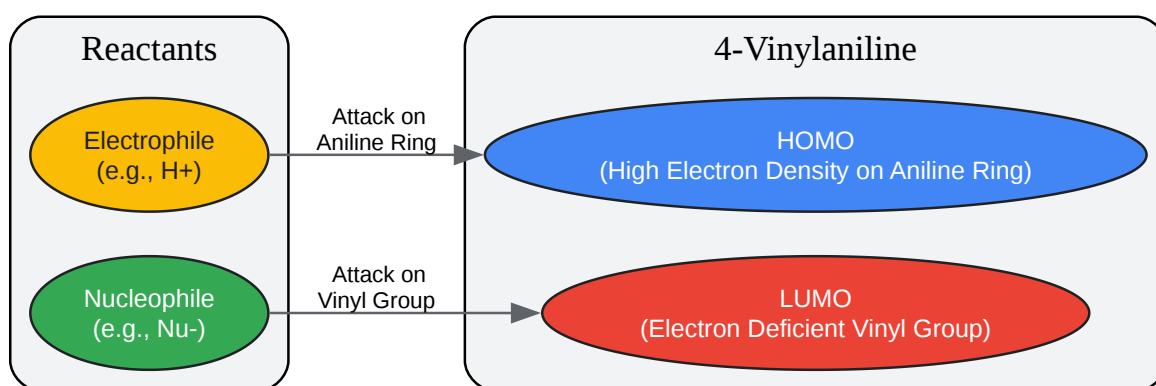 Reactants
4-Vinylaniline
Electrophile
(e.g., H+)
Attack on
Aniline Ring
HOMO
(High Electron Density on Aniline Ring)
Nucleophile
(e.g., Nu-)
Attack on
Vinyl Group
LUMO
(Electron Deficient Vinyl Group)